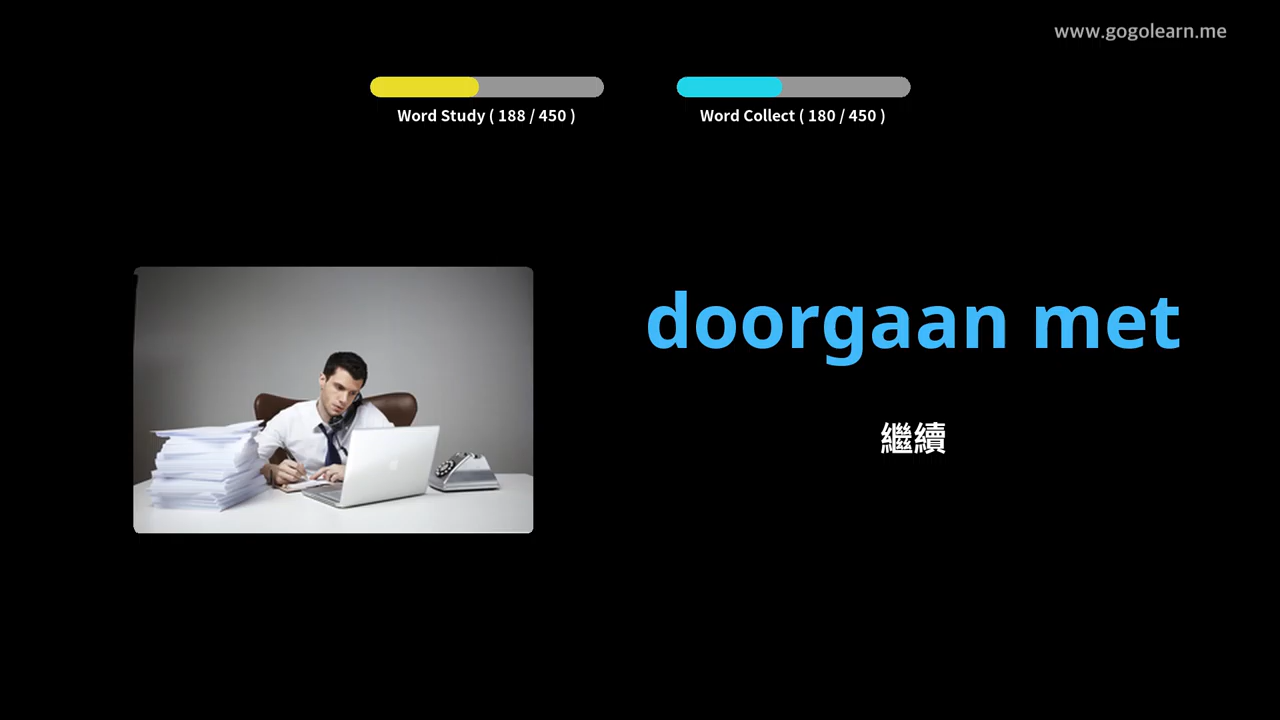 www.gogolearn.me
Word Study ( 188 / 450 )
Word Collect ( 180 / 450 )
doorgaan met
繼續